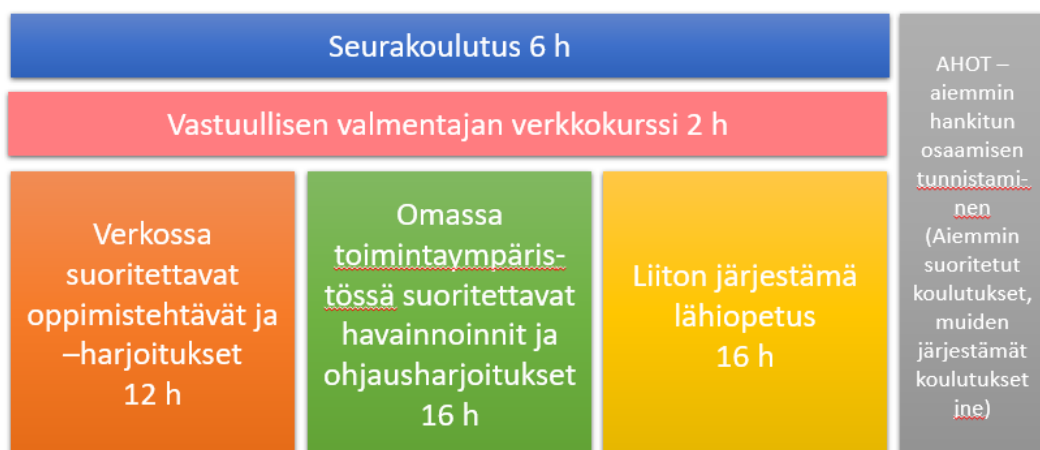 Seurakoulutus 6 h
Vastuullisen valmentajan verkkokurssi 2 h
Verkossa
suoritettavat
oppimistehtävät ja
–harjoitukset
12 h
Omassa
toimintaympäris-
tössä suoritettavat
havainnoinnit ja
ohjausharjoitukset
16 h
Liiton järjestämä
lähiopetus
16 h
AHOT –
aiemmin
hankitun
osaamisen
tunnistami-
nen
(Aiemmin
suoritetut
koulutukset,
muiden
järjestämät
koulutukset
jne)